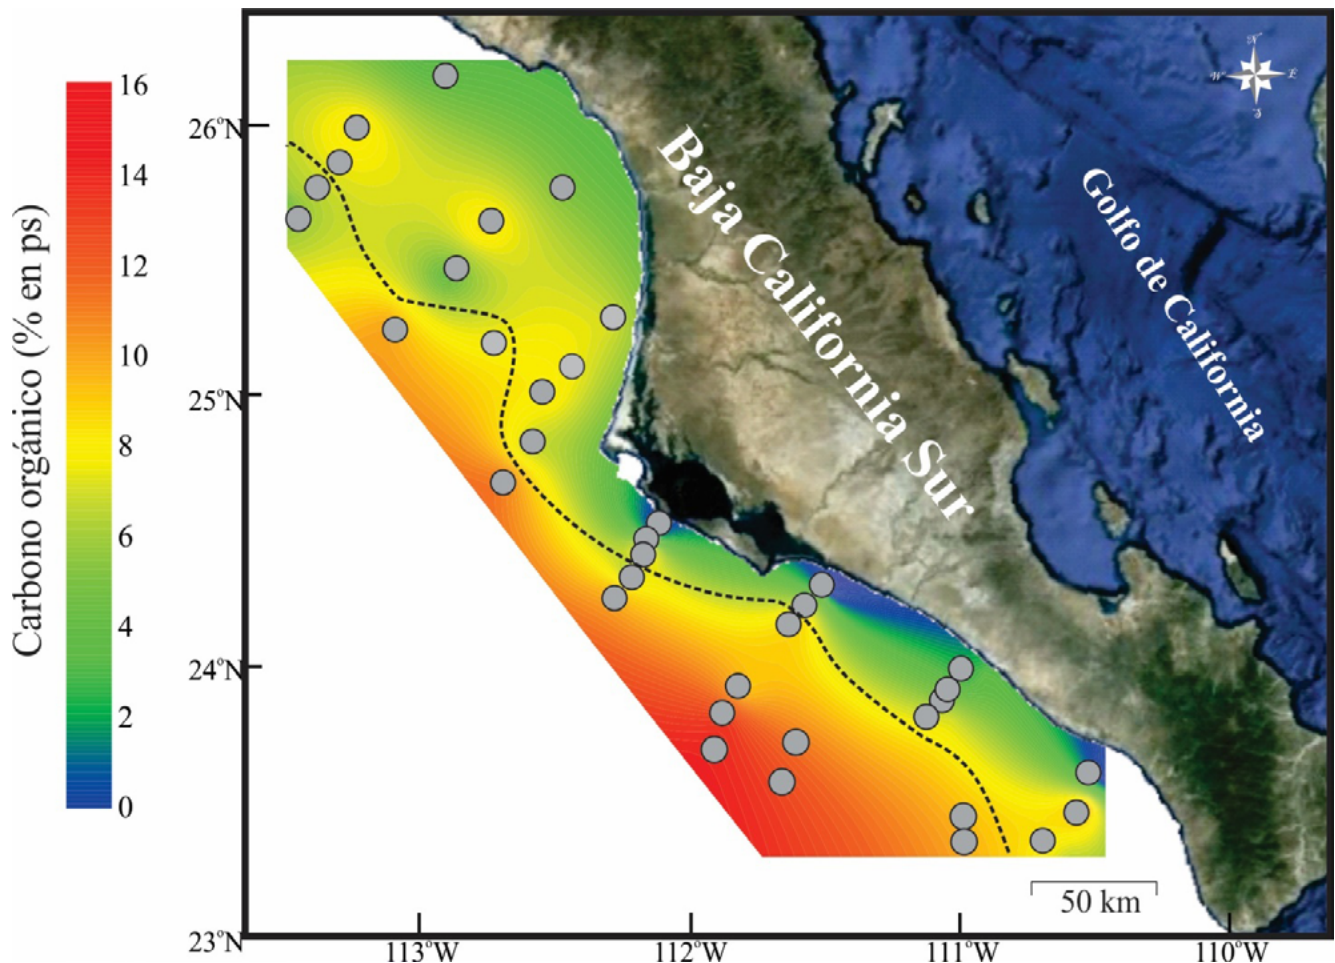 Carbono orgánico (% en ps)
16
14
12
10
8
6
4
2
0
26°N
25°N
24°N
23°N
113°W
112°W
111°W
110°W
Baja California Sur
Golfo de California
N
W
E
S
50 km